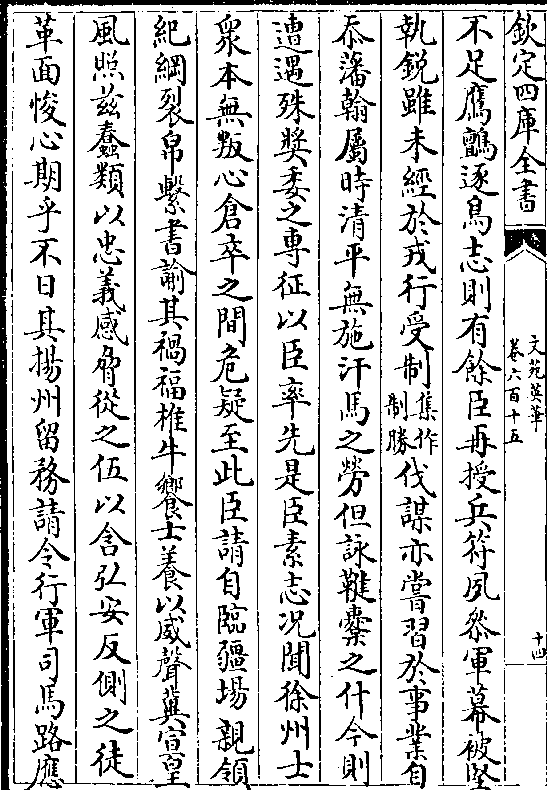 欽定四庫全書
文苑英華
卷六百十五
十四
不足鷹鸇逐鳥志則有餘臣再授兵符夙叅軍幕被堅
執銳雖未經於戎行受制集作制勝伐謀亦嘗習於事業自
忝藩翰屬時清平無施汗馬之勞但詠鞬櫜之什今則
遭遇殊奬委之專征以臣率先是臣素志况聞徐州士
衆本無叛心倉卒之間危疑至此臣請自臨疆場親領
紀綱裂帛繫書諭其禍福椎牛饗士養以威聲冀宣皇
風照兹蠢類以忠義感脅從之伍以含弘安反側之徒
革面悛心期乎不日其揚州留務請令行軍司馬路應